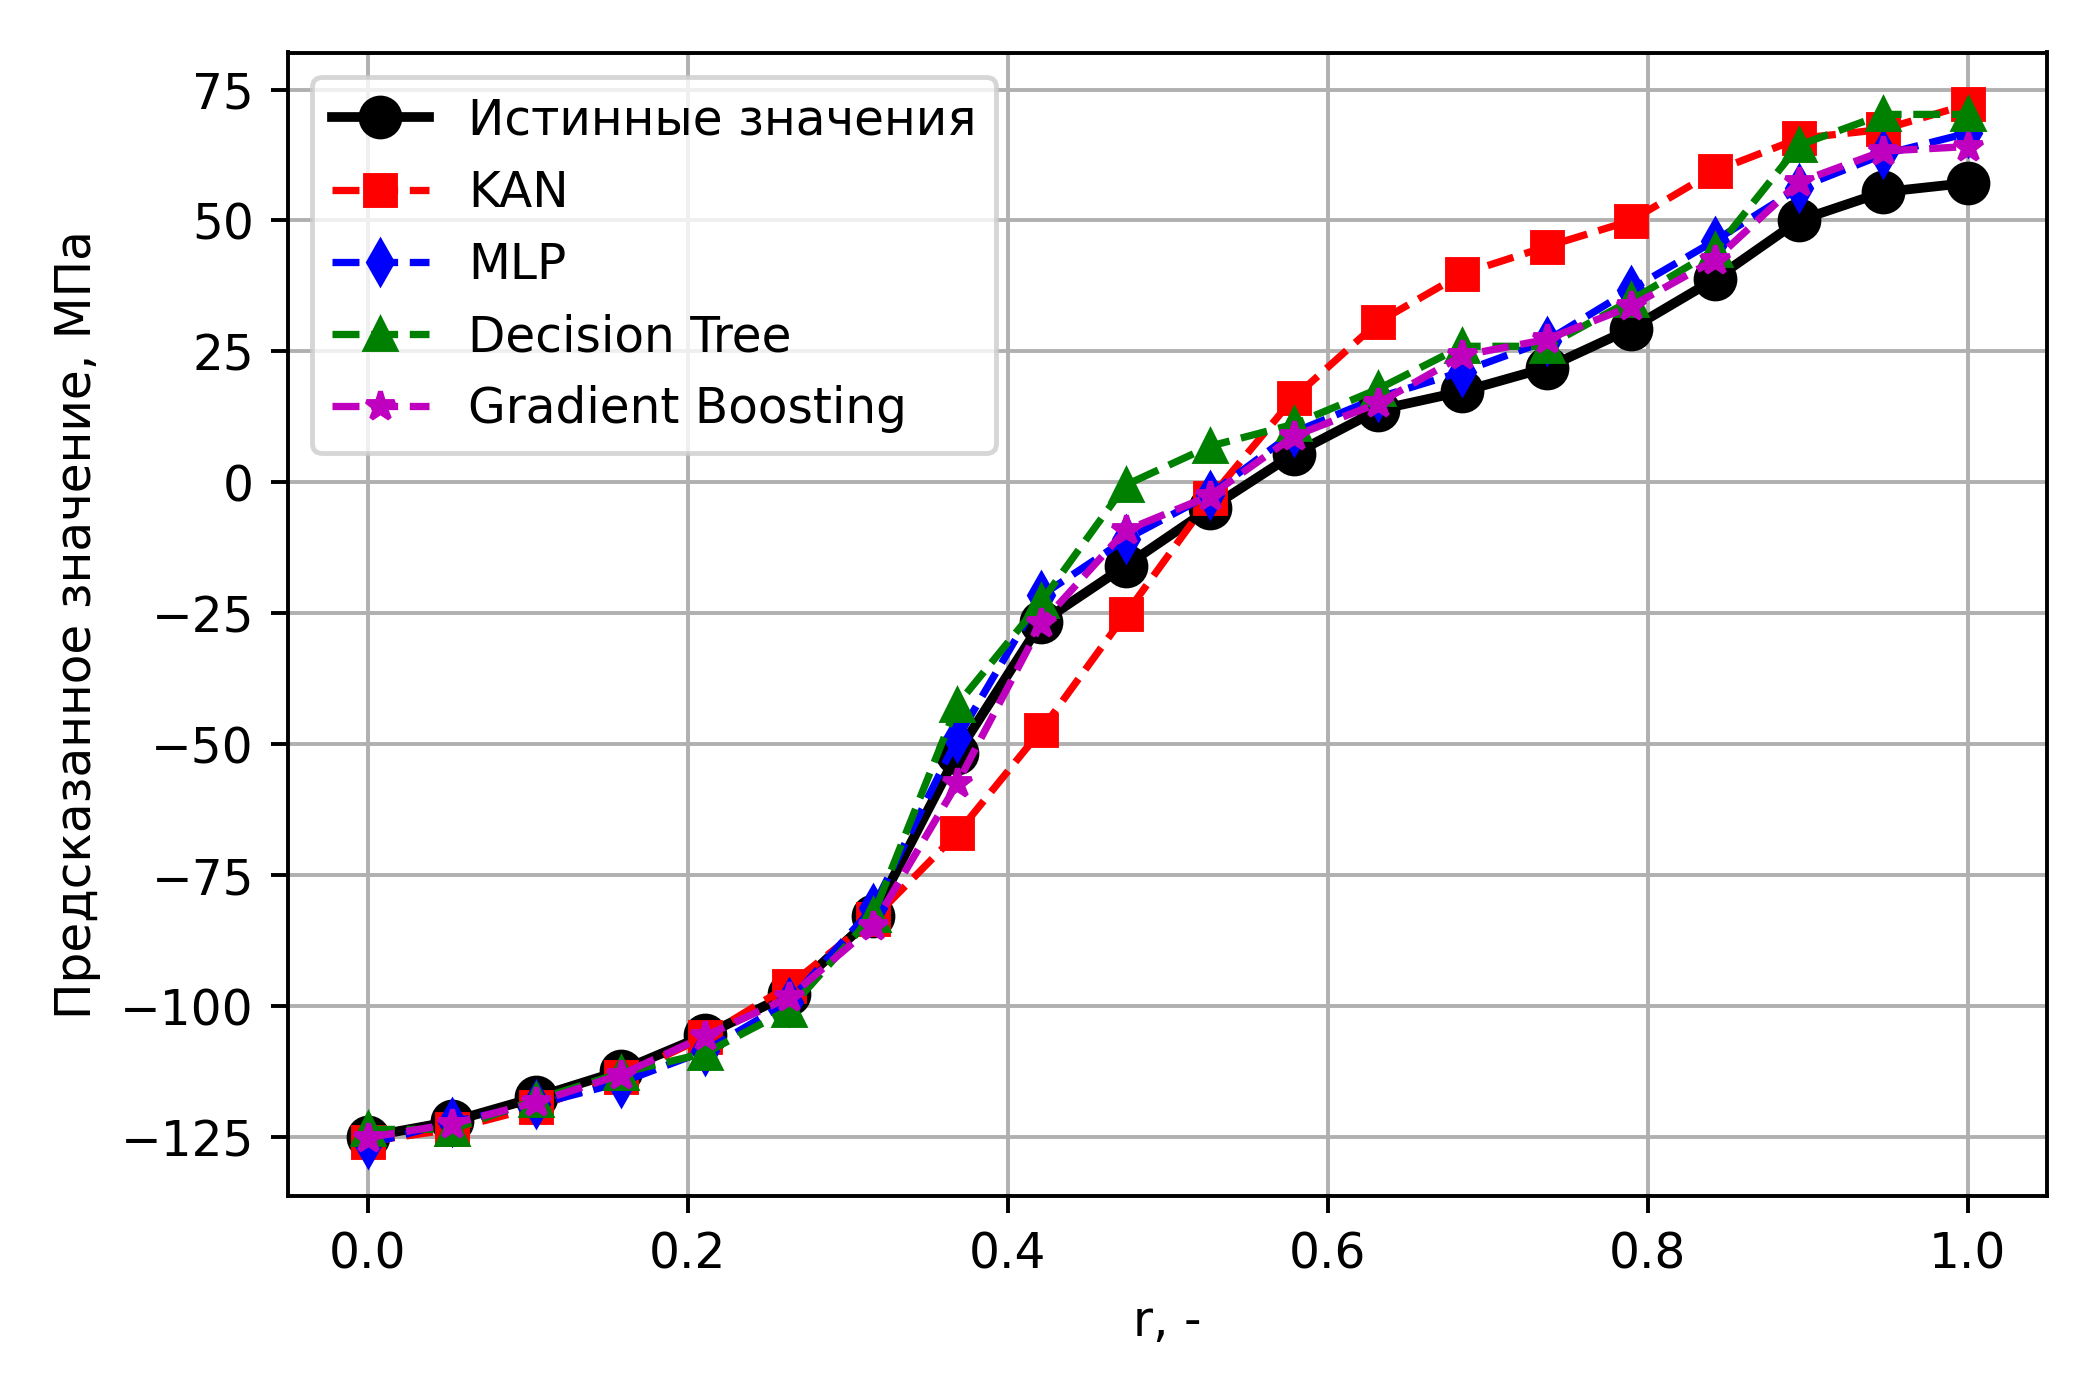 75
50
25
0
−25
−50
−75
−100
−125
Предсказанное значение, МПа
Истинные значения
KAN
MLP
Decision Tree
Gradient Boosting
0.0 0.2 0.4 0.6 0.8 1.0
r, -